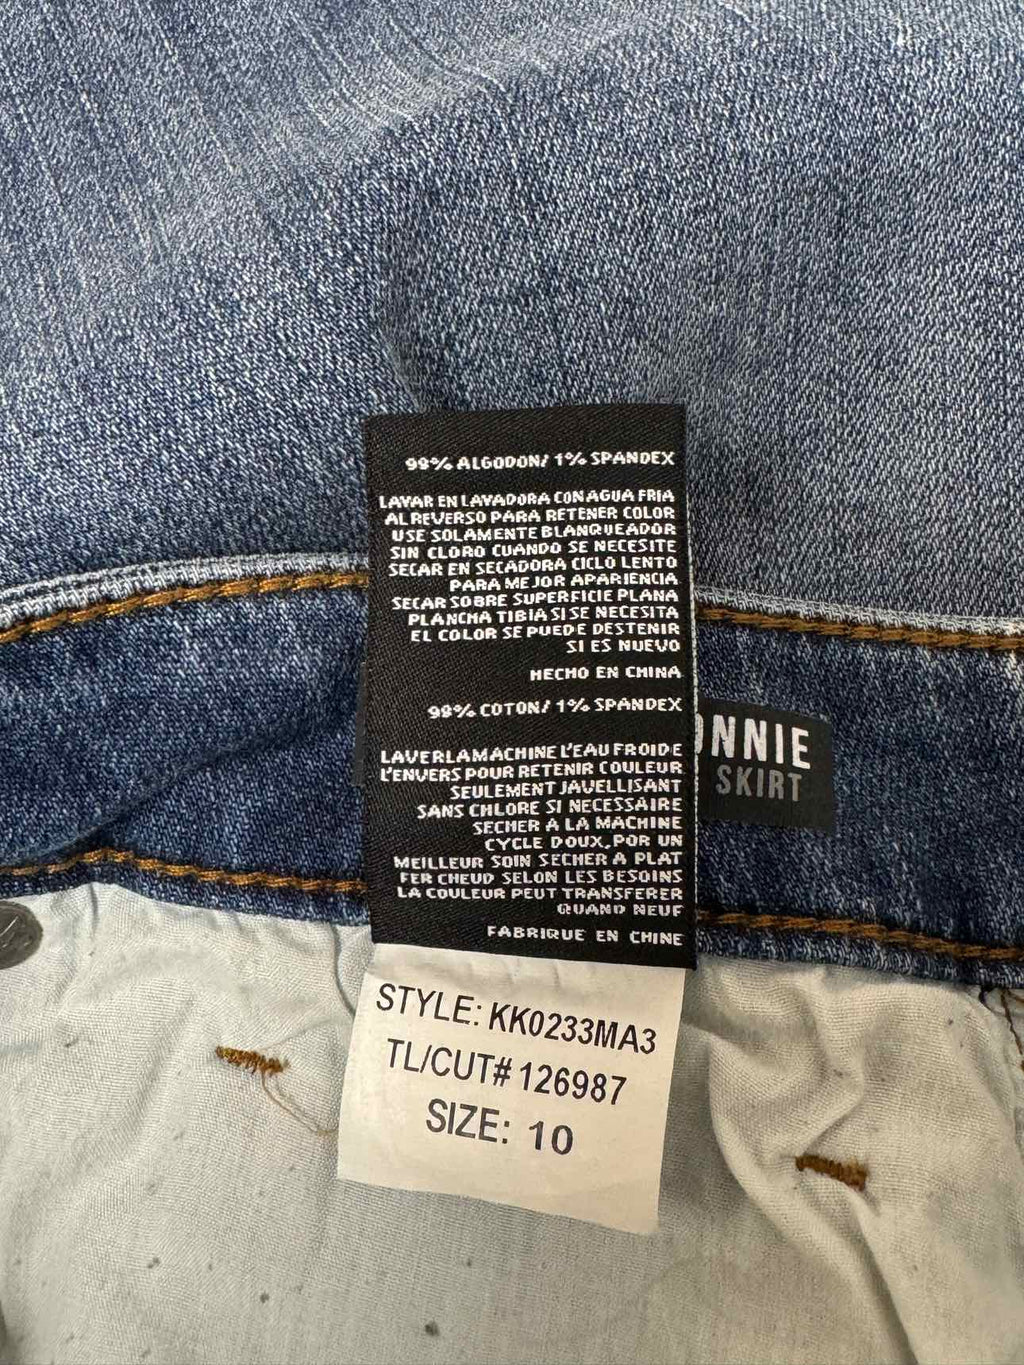 99% ALGODON/ 1% SPANDEX
LAVAR EN LAVADORA CON AGUA FRIA
AL REVERSO PARA RETENER COLOR
USE SOLAMENTE BLANQUEADOR
SIN CLORO CUANDO SE NECESITE
SECAR EN SECADORA CICLO LENTO
PARA MEJOR APARIENCIA
SECAR SOBRE SUPERFICIE PLANA
PLANCHA TIBIA SI SE NECESITA
EL COLOR SE PUEDE DESTENIR
SI ES NUEVO
HECHO EN CHINA
99% COTON/ 1% SPANDEX
LAVER LA MACHINE L'EAU FROIDE
L'ENVERS POUR RETENIR COULEUR
SEULEMENT JAVELLISANT
SANS CHLORE SI NECESSAIRE
SECHER A LA MACHINE
CYCLE DOUX, POR UN
MEILLEUR SOIN SECHER A PLAT
FER CHEUD SELON LES BESOINS
LA COULEUR PEUT TRANSFERER
QUAND NEUF
FABRIQUE EN CHINE
ONNIE
SKIRT
STYLE: KK0233MA3
TL/CUT# 126987
SIZE: 10